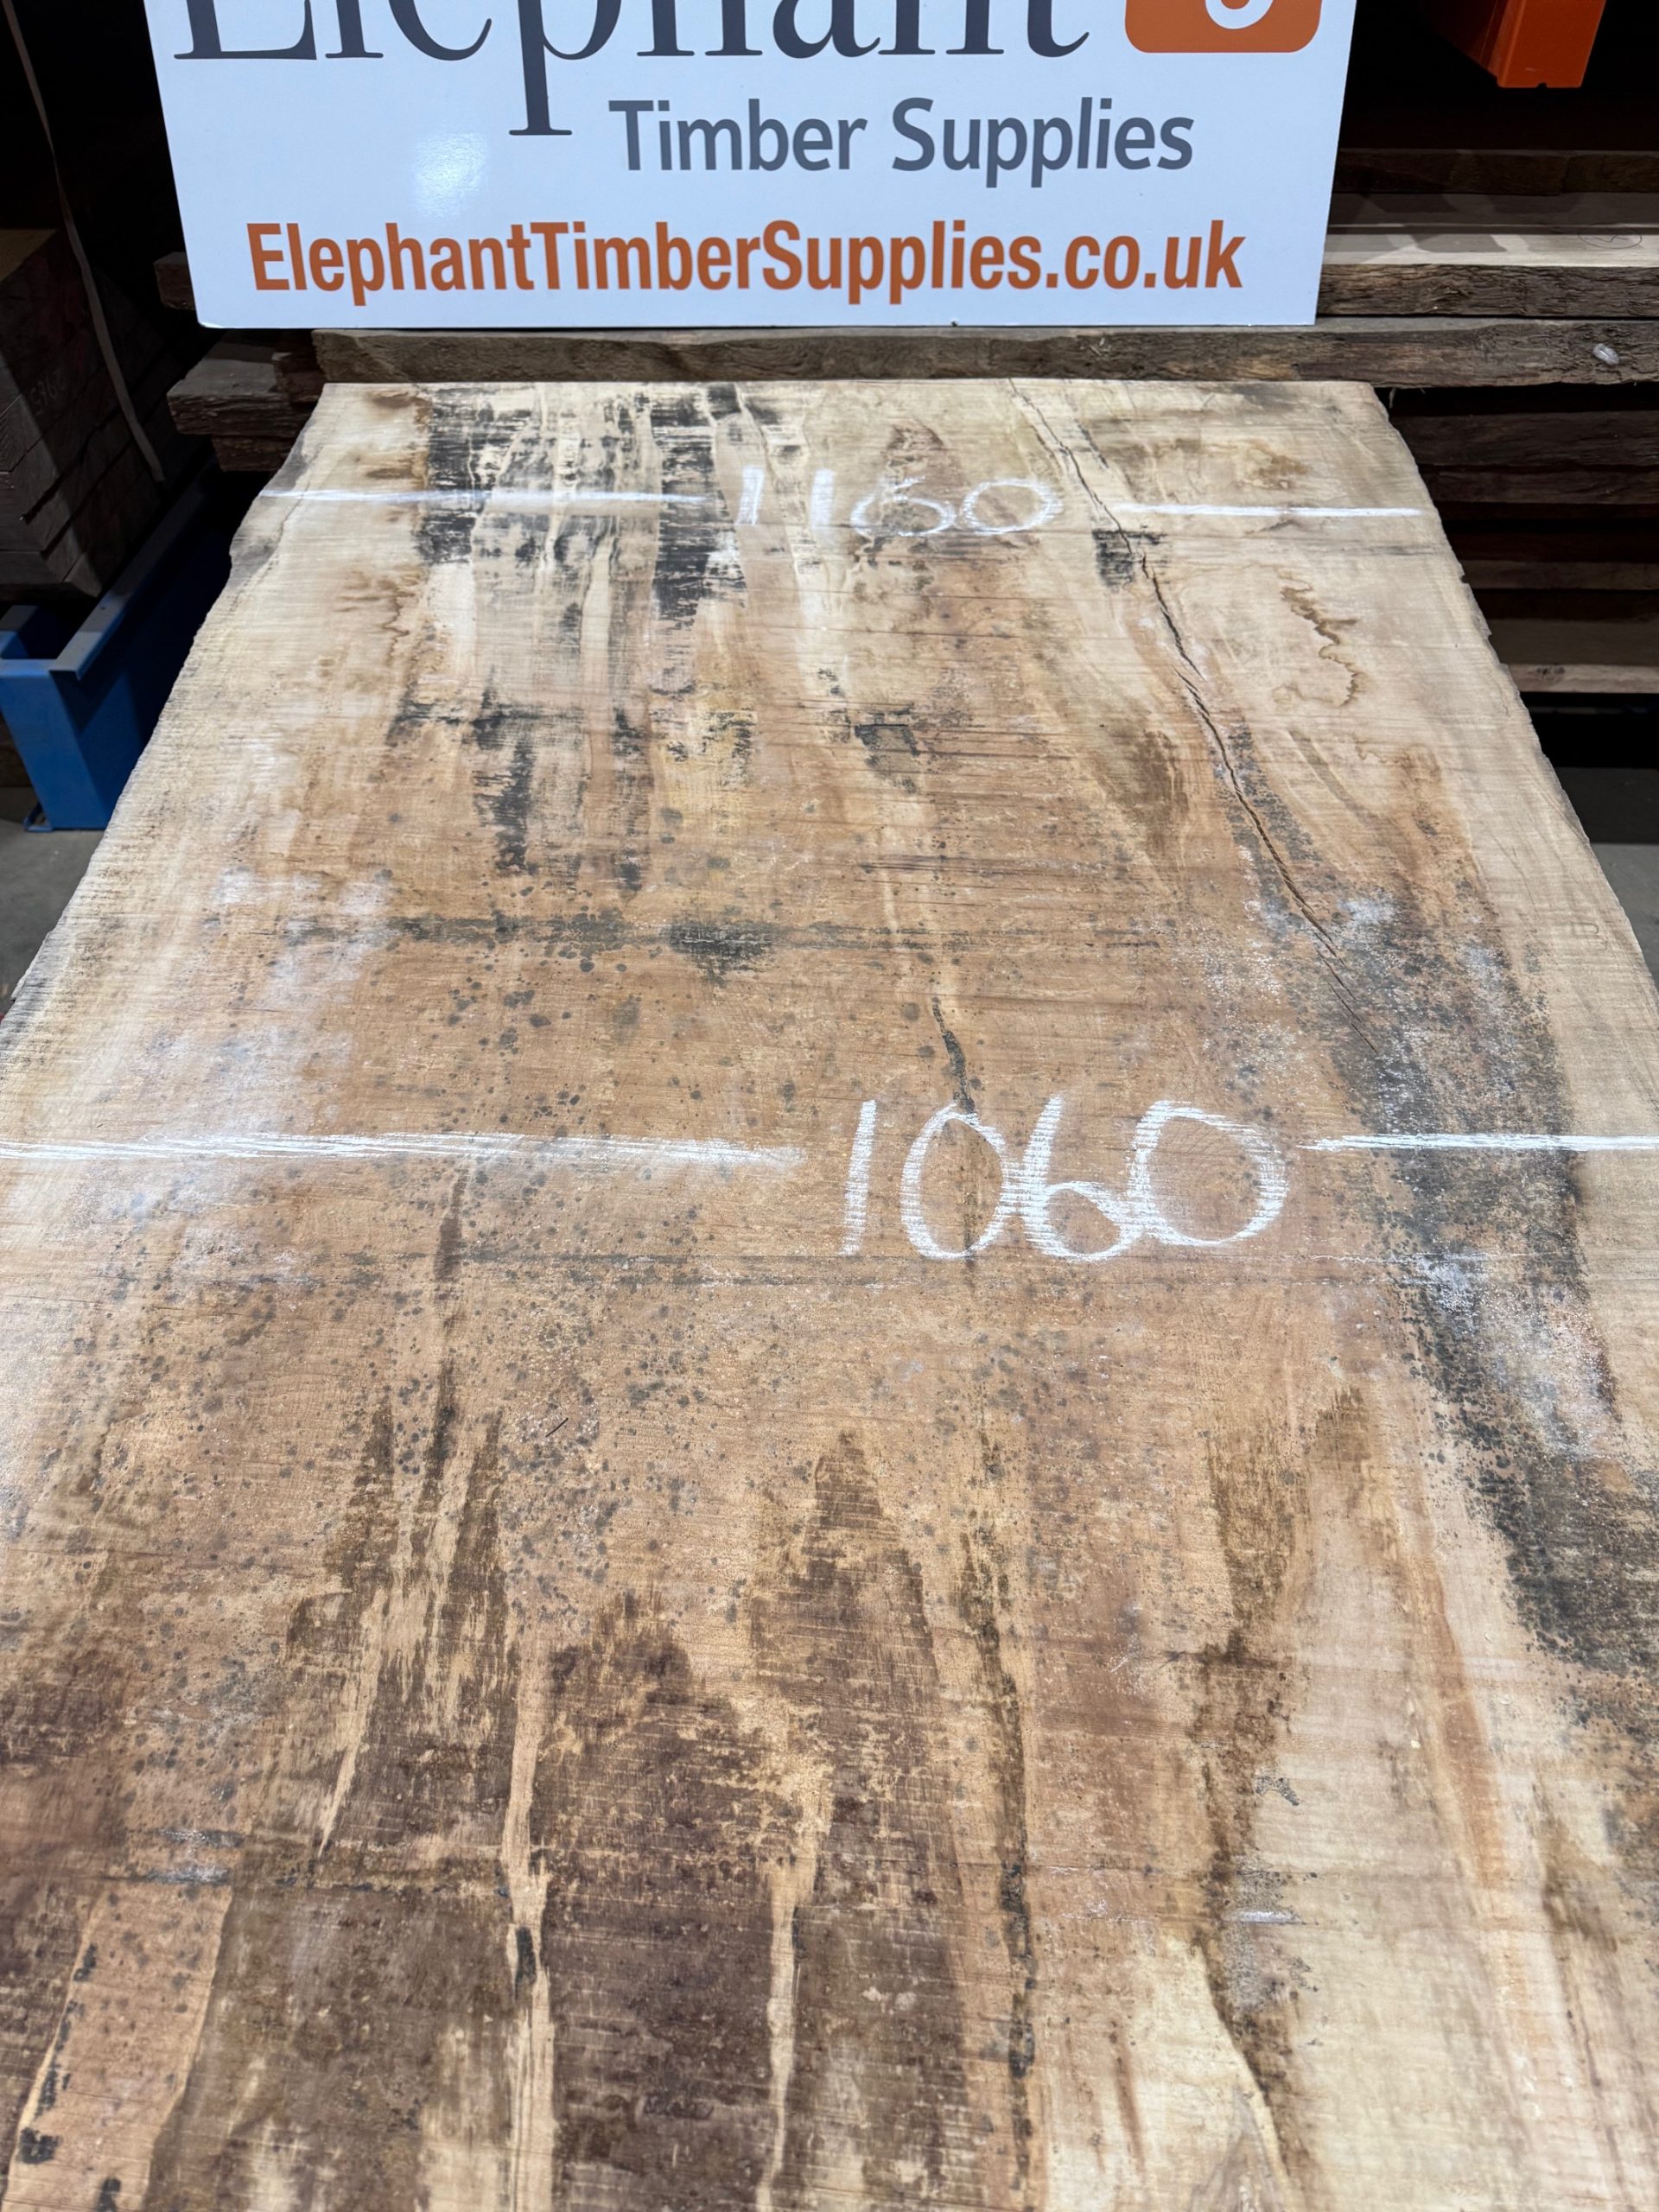 Elephant
Timber Supplies
ElephantTimberSupplies.co.uk
1160
1060